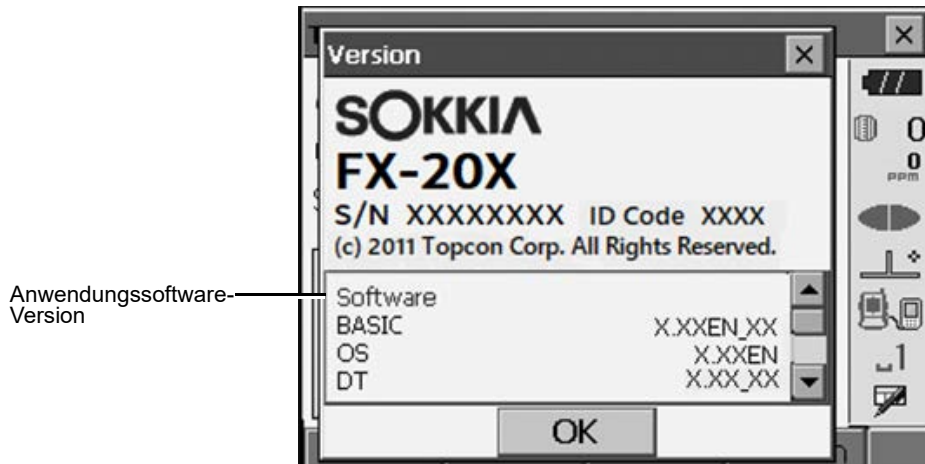 Version
SOKKIA
FX-20X
S/N XXXXXXXX ID Code XXXX
(c) 2011 Topcon Corp. All Rights Reserved.
Anwendungssoftware-
Version
Software
BASIC X.XXEN_XX
OS X.XXEN
DT X.XX_XX
OK
0
0
PPM
1